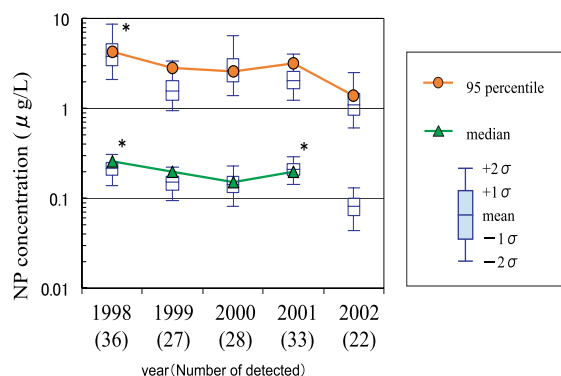 NP concentration ( μ g/L)
10
1
0.1
0.01
*
*
*
1998 1999 2000 2001 2002
(36) (27) (28) (33) (22)
year(Number of detected)
95 percentile
median
+2σ
+1σ
mean
−1σ
−2σ